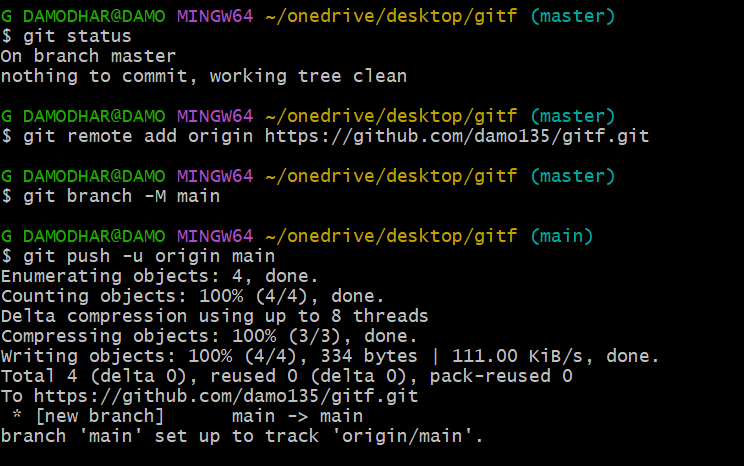 G DAMODHAR@DAMO MINGW64 ~/onedrive/desktop/gitf (master)
$ git status
On branch master
nothing to commit, working tree clean
G DAMODHAR@DAMO MINGW64 ~/onedrive/desktop/gitf (master)
$ git remote add origin https://github.com/damo135/gitf.git
G DAMODHAR@DAMO MINGW64 ~/onedrive/desktop/gitf (master)
$ git branch -M main
G DAMODHAR@DAMO MINGW64 ~/onedrive/desktop/gitf (main)
$ git push -u origin main
Enumerating objects: 4, done.
Counting objects: 100% (4/4), done.
Delta compression using up to 8 threads
Compressing objects: 100% (3/3), done.
Writing objects: 100% (4/4), 334 bytes | 111.00 KiB/s, done.
Total 4 (delta 0), reused 0 (delta 0), pack-reused 0
To https://github.com/damo135/gitf.git
 * [new branch]      main -> main
branch 'main' set up to track 'origin/main'.